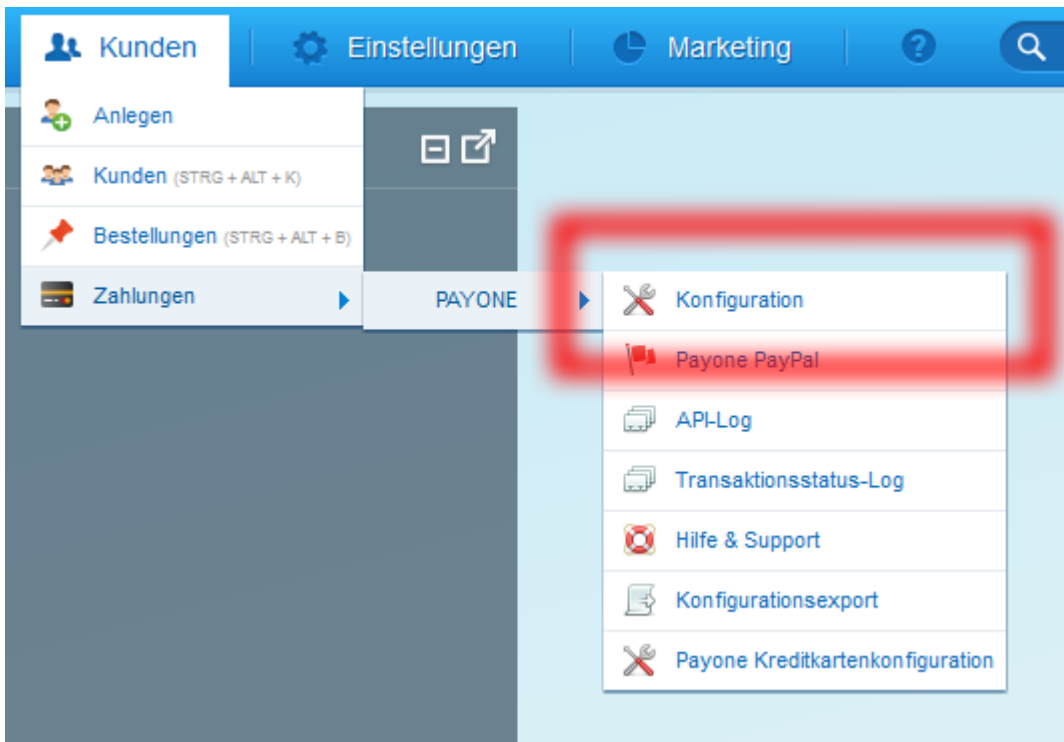 Kunden
Einstellungen
Marketing
?
Anlegen
Kunden (STRG + ALT + K)
Bestellungen (STRG + ALT + B)
Zahlungen
PAYONE
Konfiguration
Payone PayPal
API-Log
Transaktionsstatus-Log
Hilfe & Support
Konfigurationsexport
Payone Kreditkartenkonfiguration